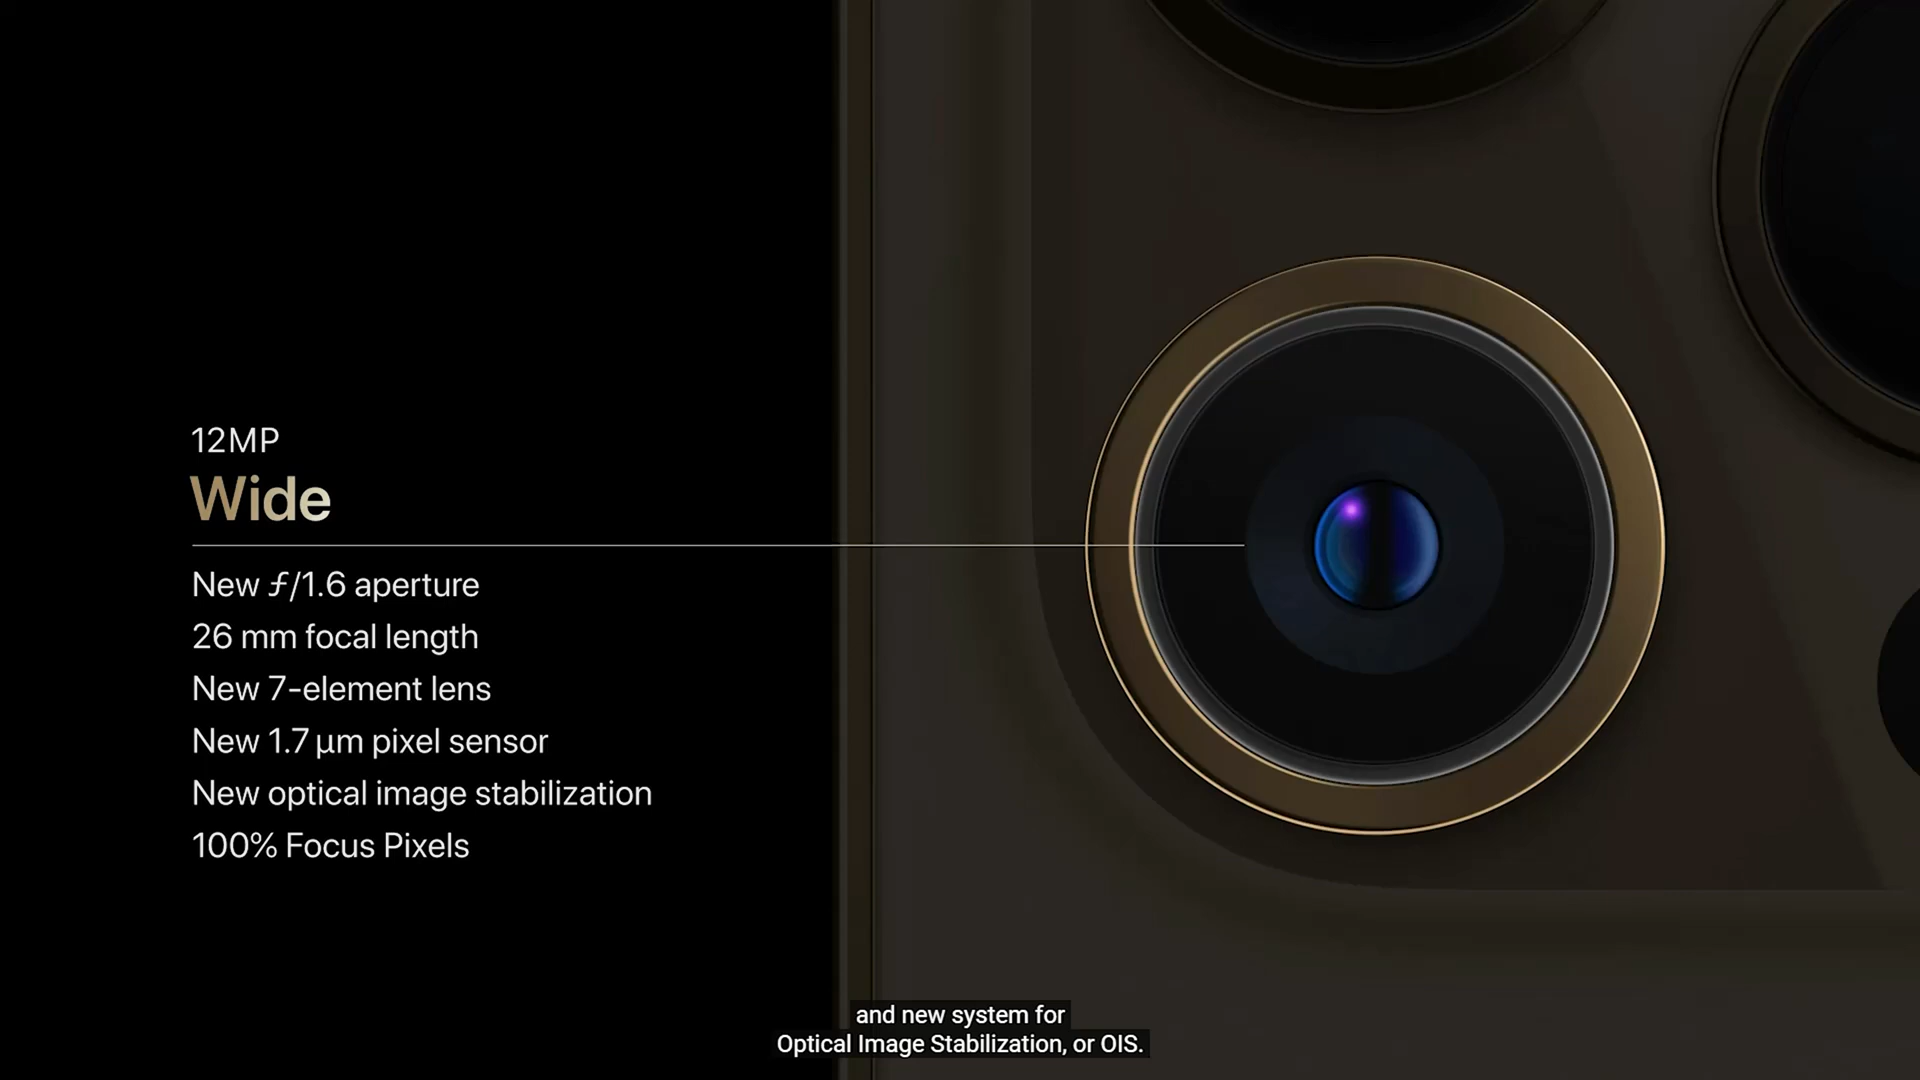 12MP
Wide
New ƒ/1.6 aperture
26 mm focal length
New 7-element lens
New 1.7 µm pixel sensor
New optical image stabilization
100% Focus Pixels
and new system for
Optical Image Stabilization, or OIS.